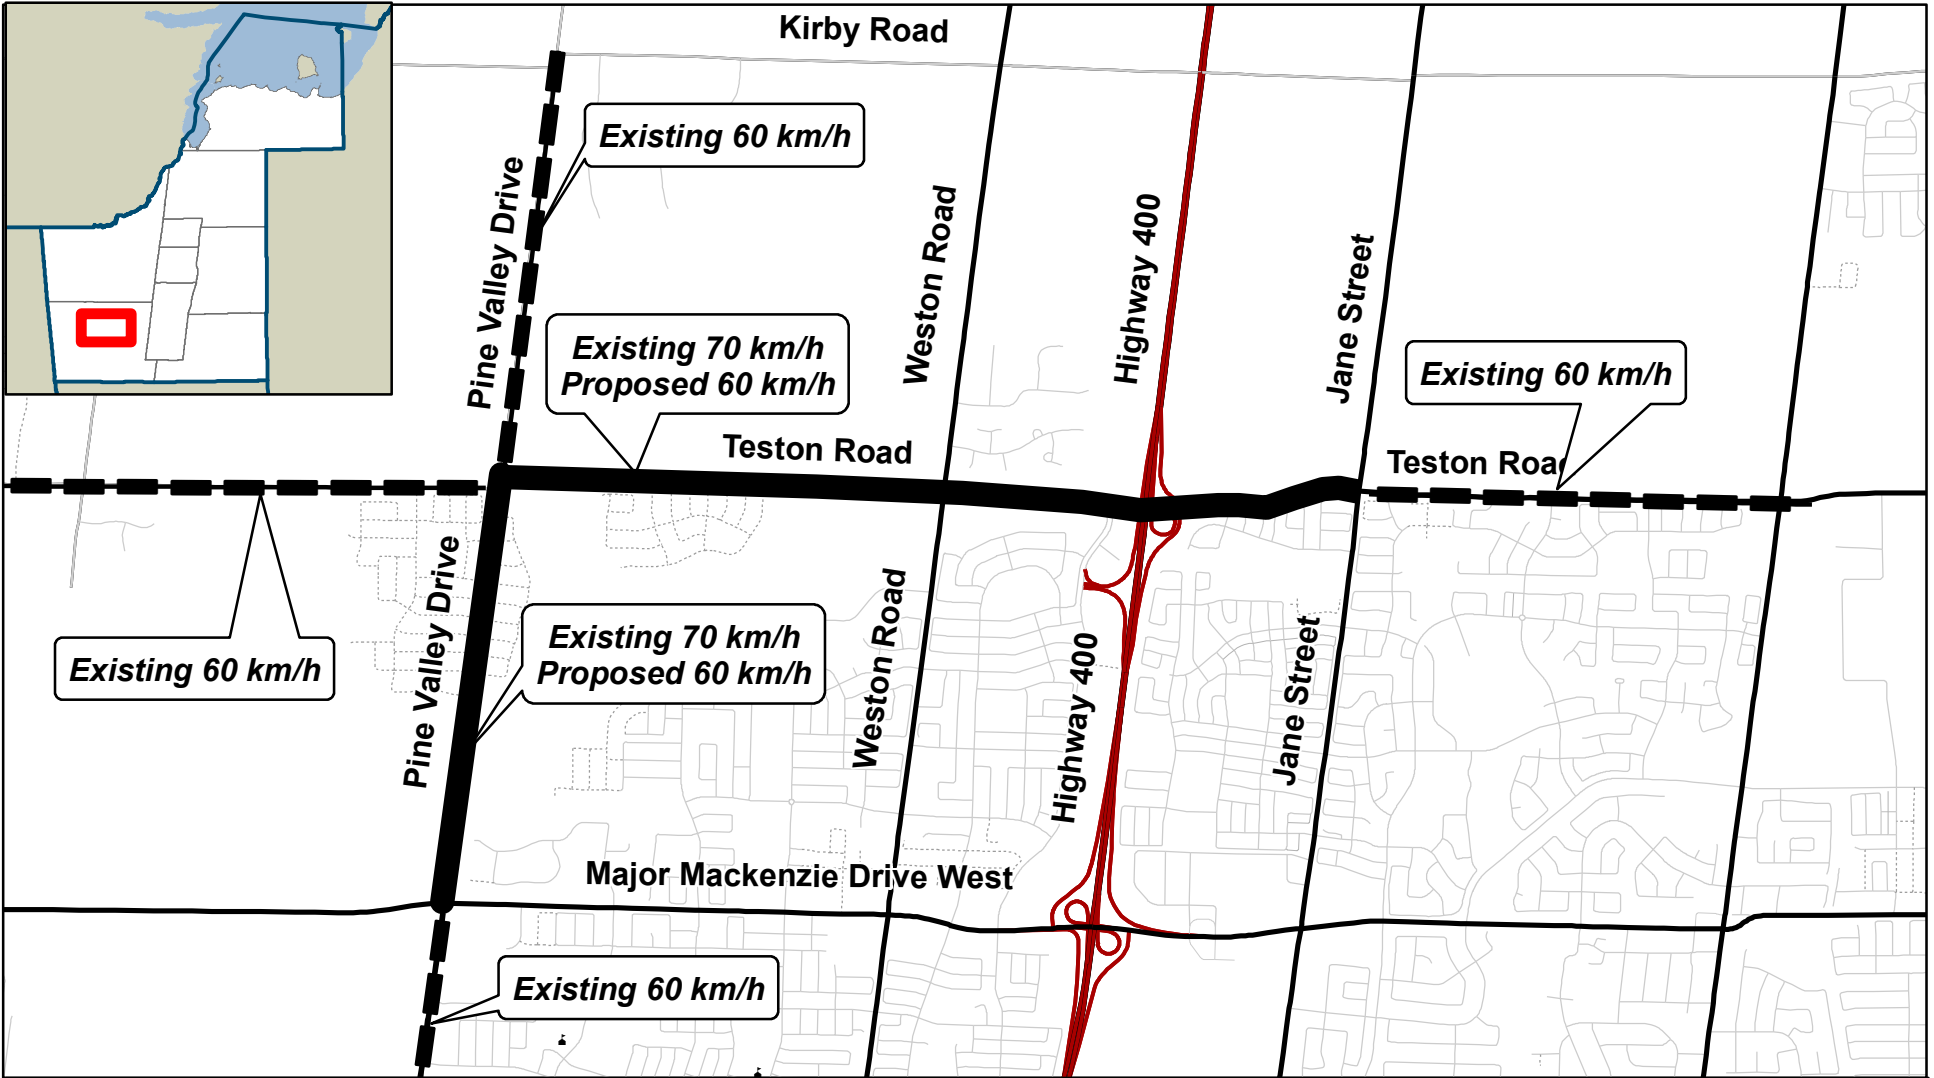 Kirby Road
Existing 60 km/h
Pine Valley Drive
Weston Road
Highway 400
Jane Street
Existing 70 km/h
Proposed 60 km/h
Existing 60 km/h
Teston Road
Teston Road
Pine Valley Drive
Existing 70 km/h
Proposed 60 km/h
Existing 60 km/h
Weston Road
Highway 400
Jane Street
Major Mackenzie Drive West
Existing 60 km/h